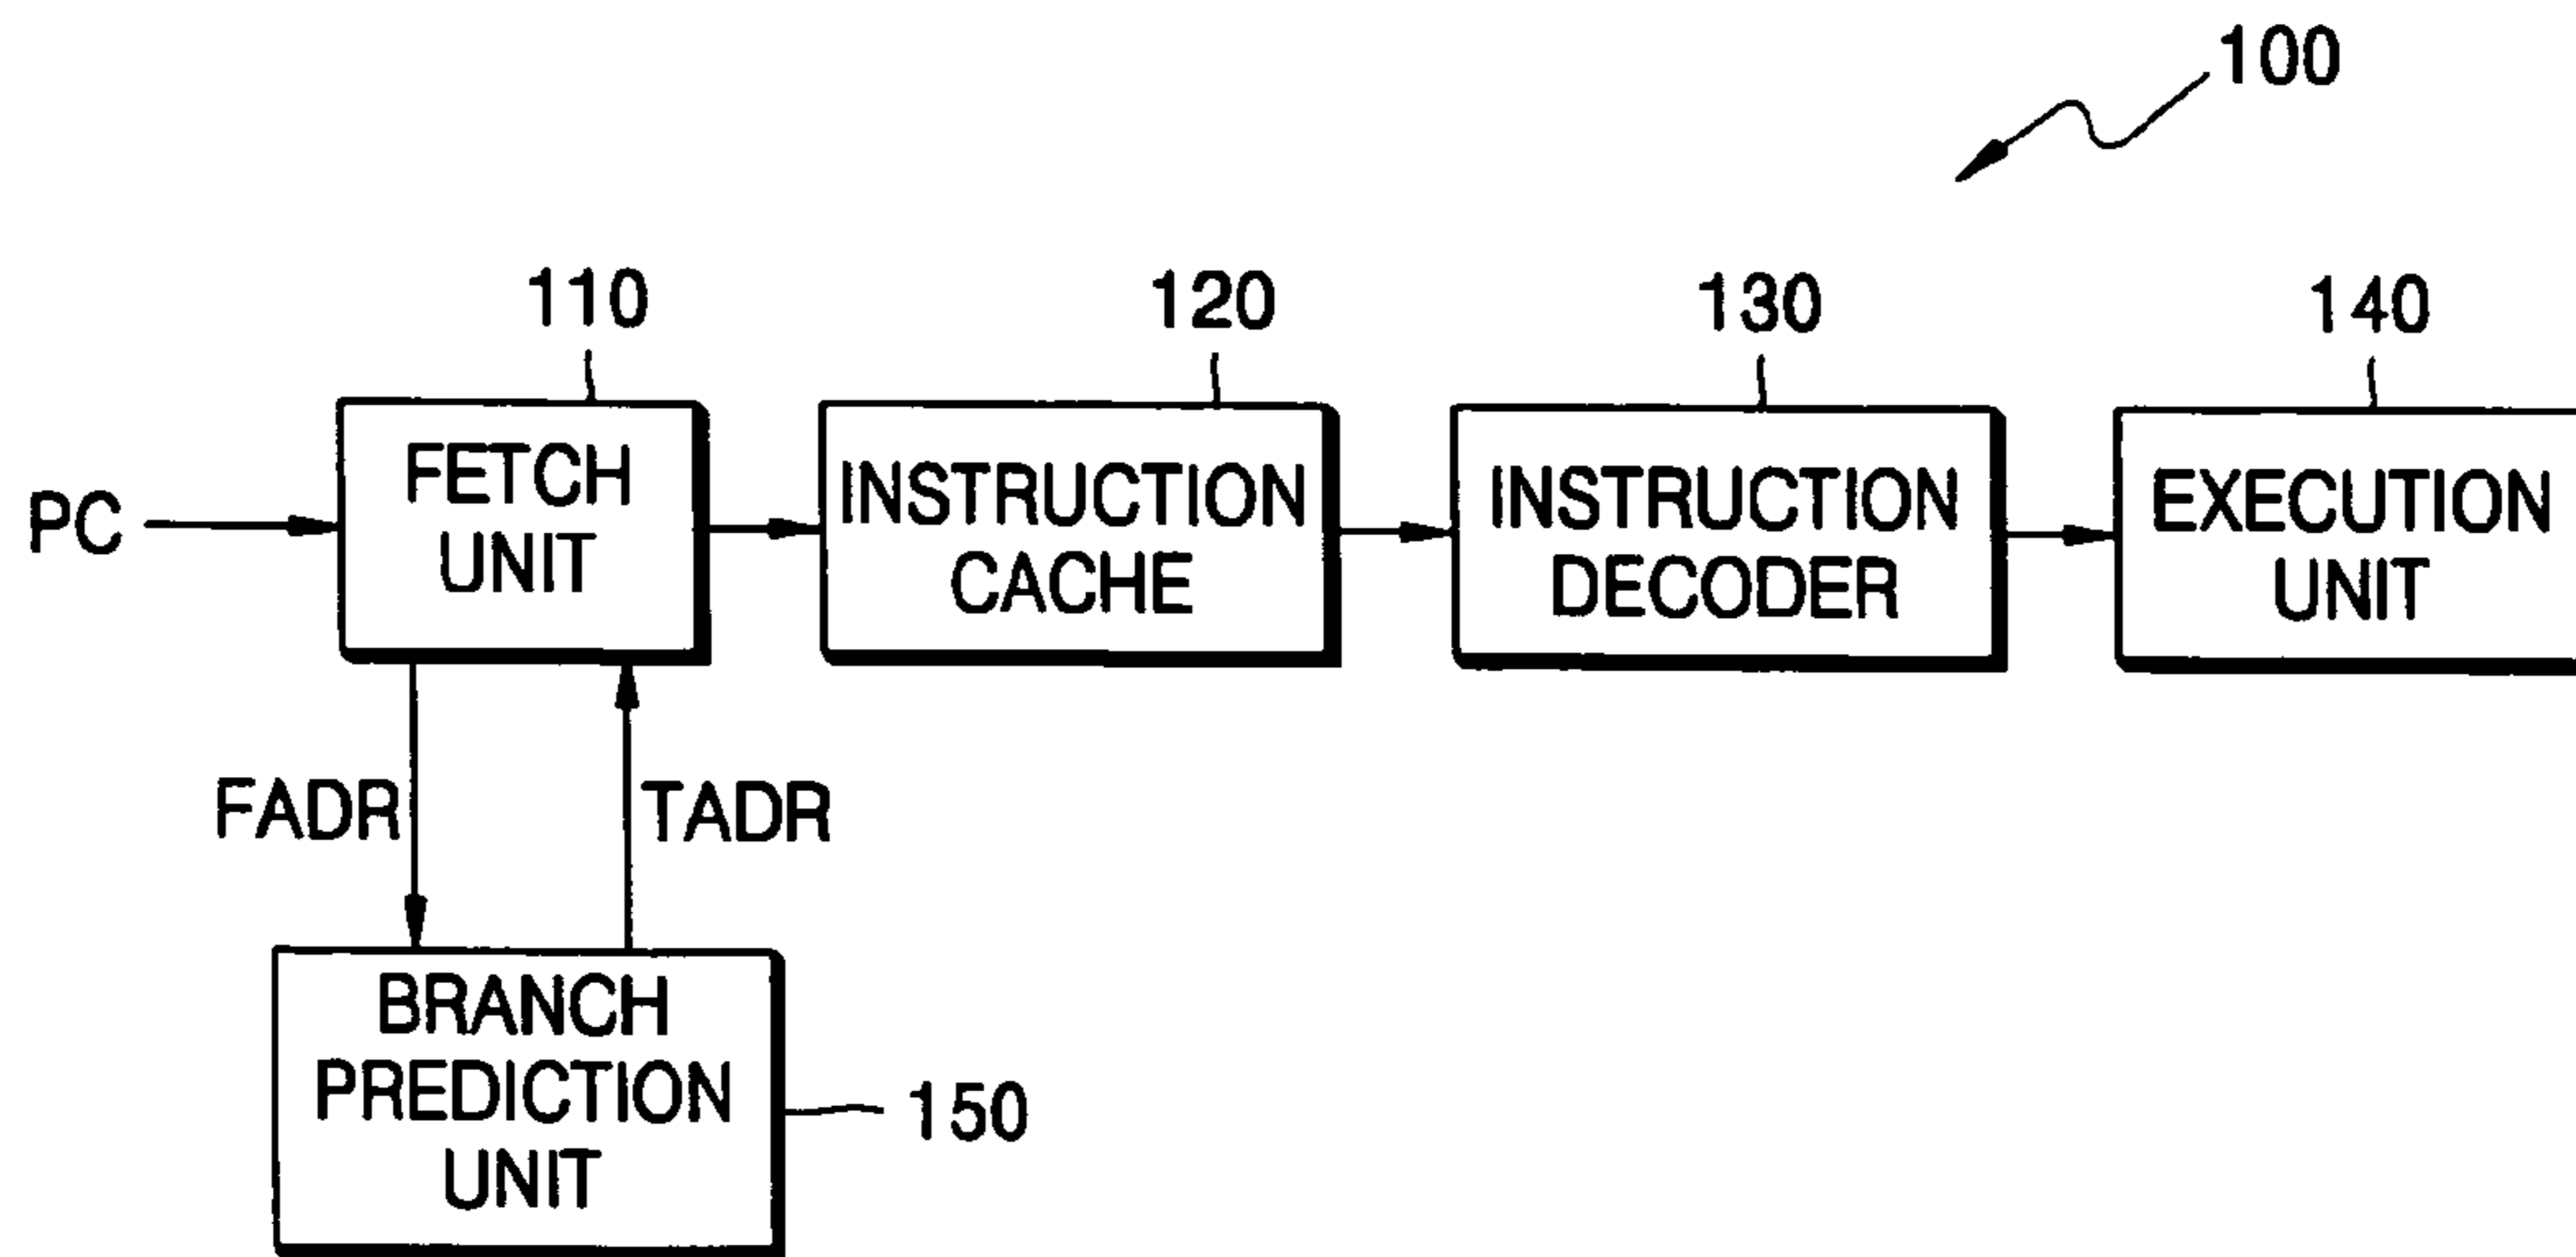 100
110
120
130
140
PC
FETCH
UNIT
INSTRUCTION
CACHE
INSTRUCTION
DECODER
EXECUTION
UNIT
FADR
TADR
BRANCH
PREDICTION
UNIT
150